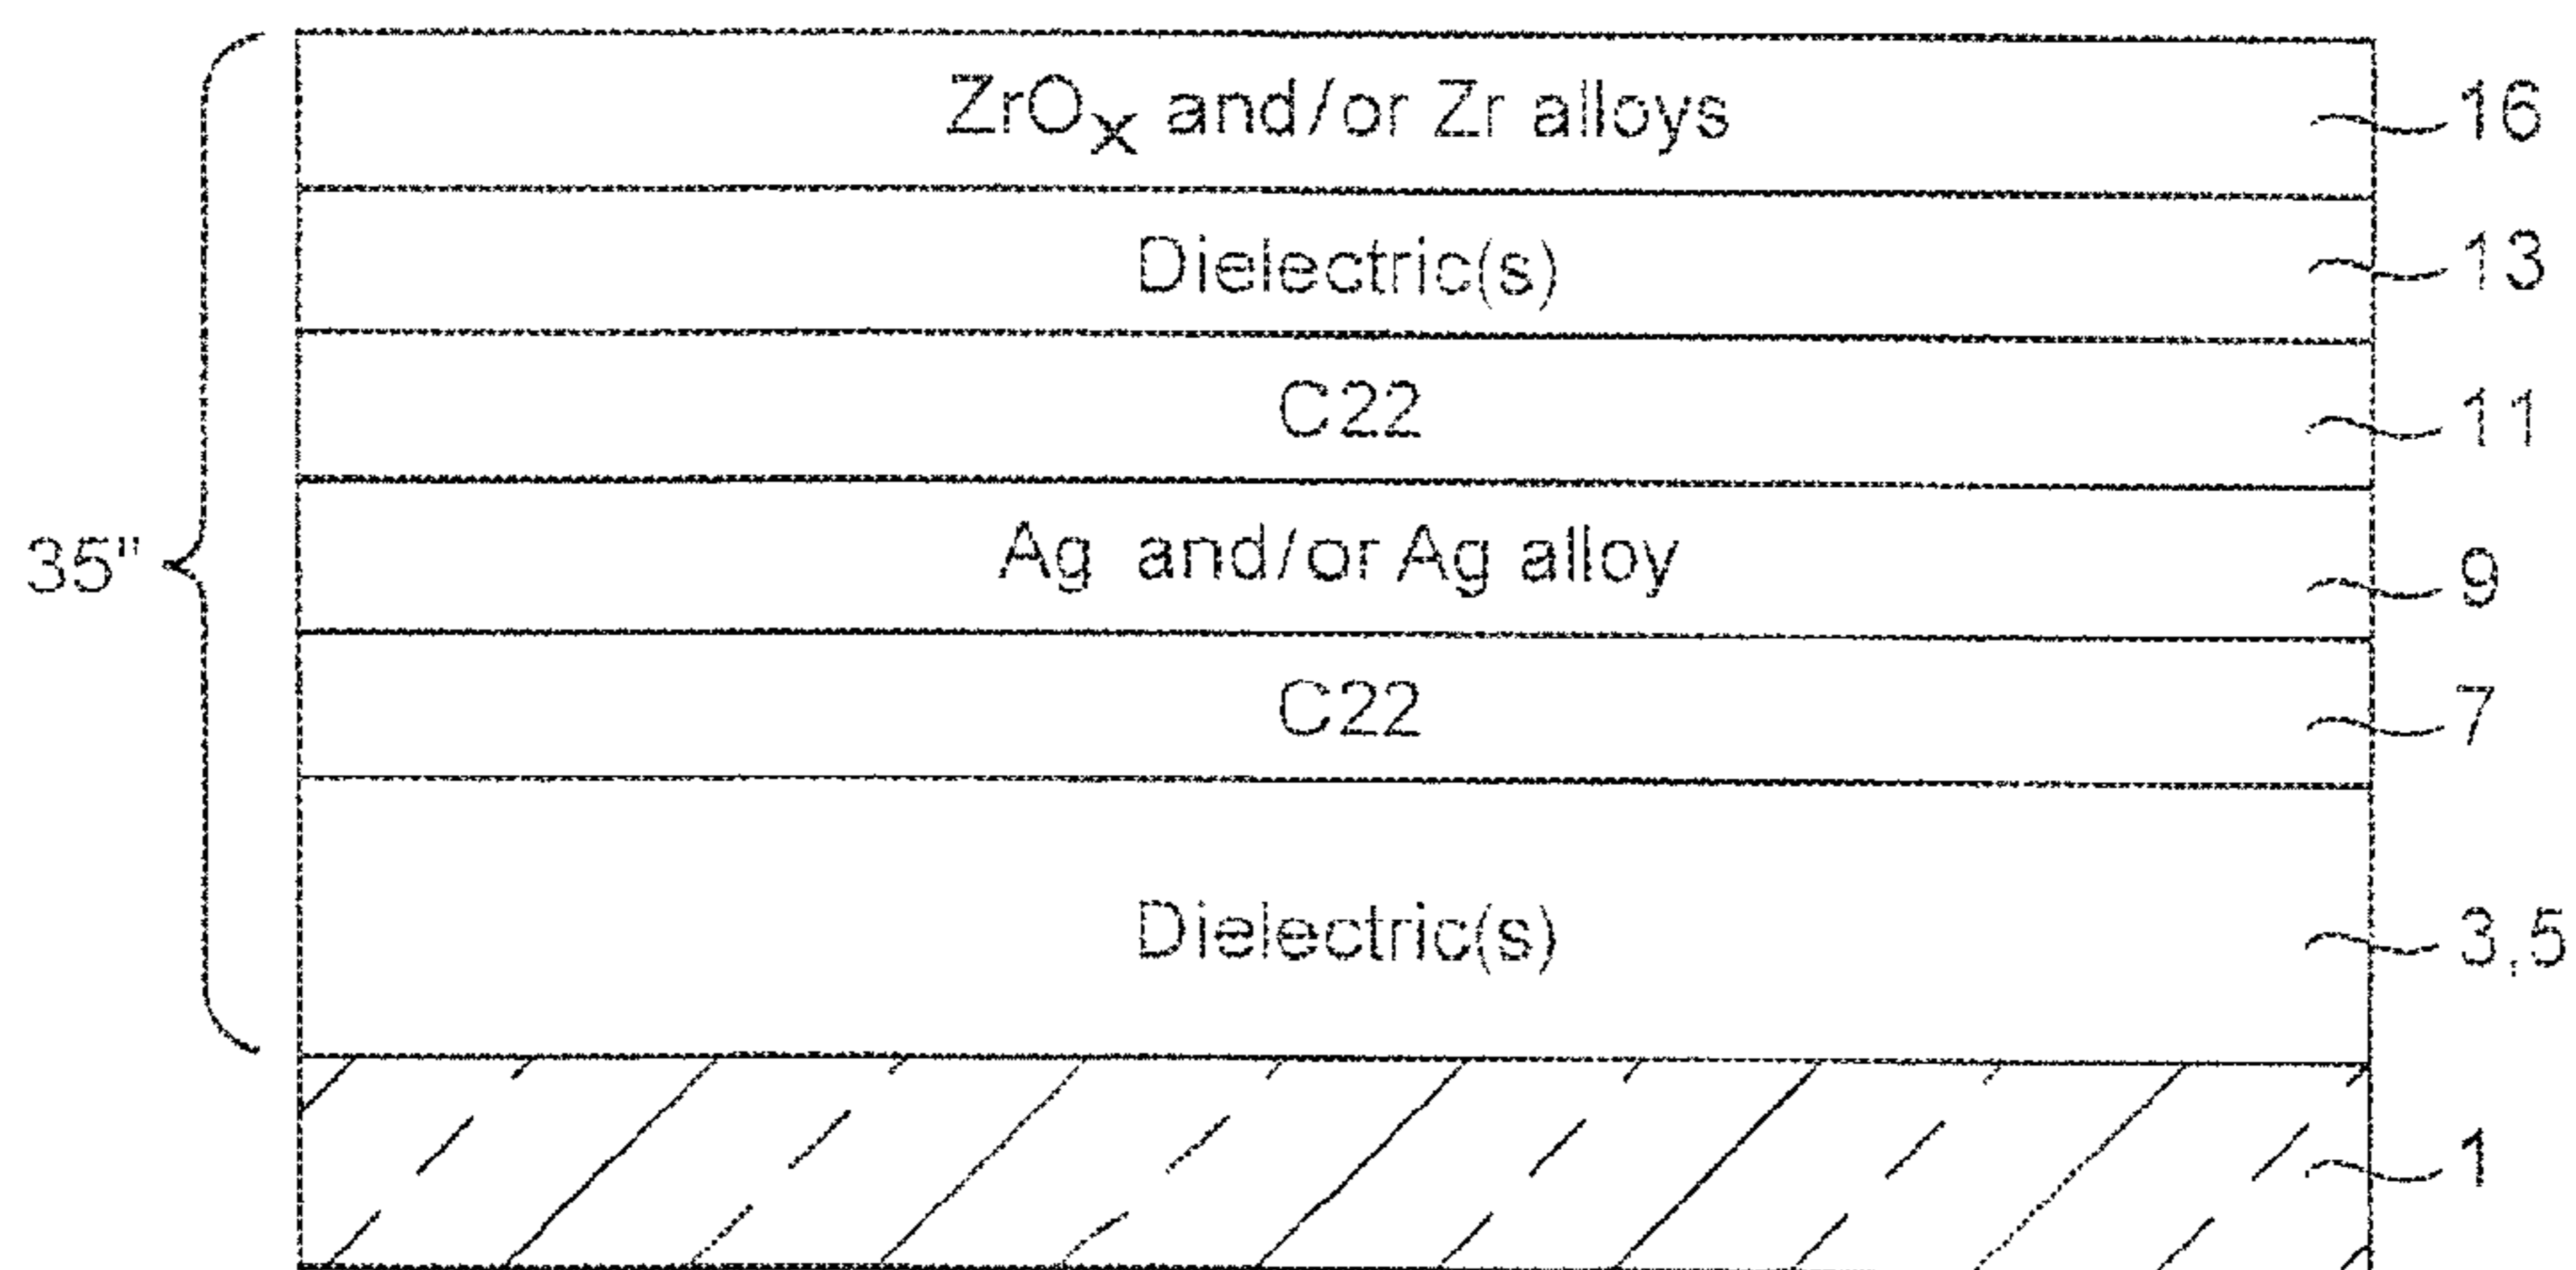 ZrOx and/or Zr alloys
16
Dielectric(s)
13
C22
11
Ag and/or Ag alloy
9
35"
C22
7
Dielectric(s)
3,5
1